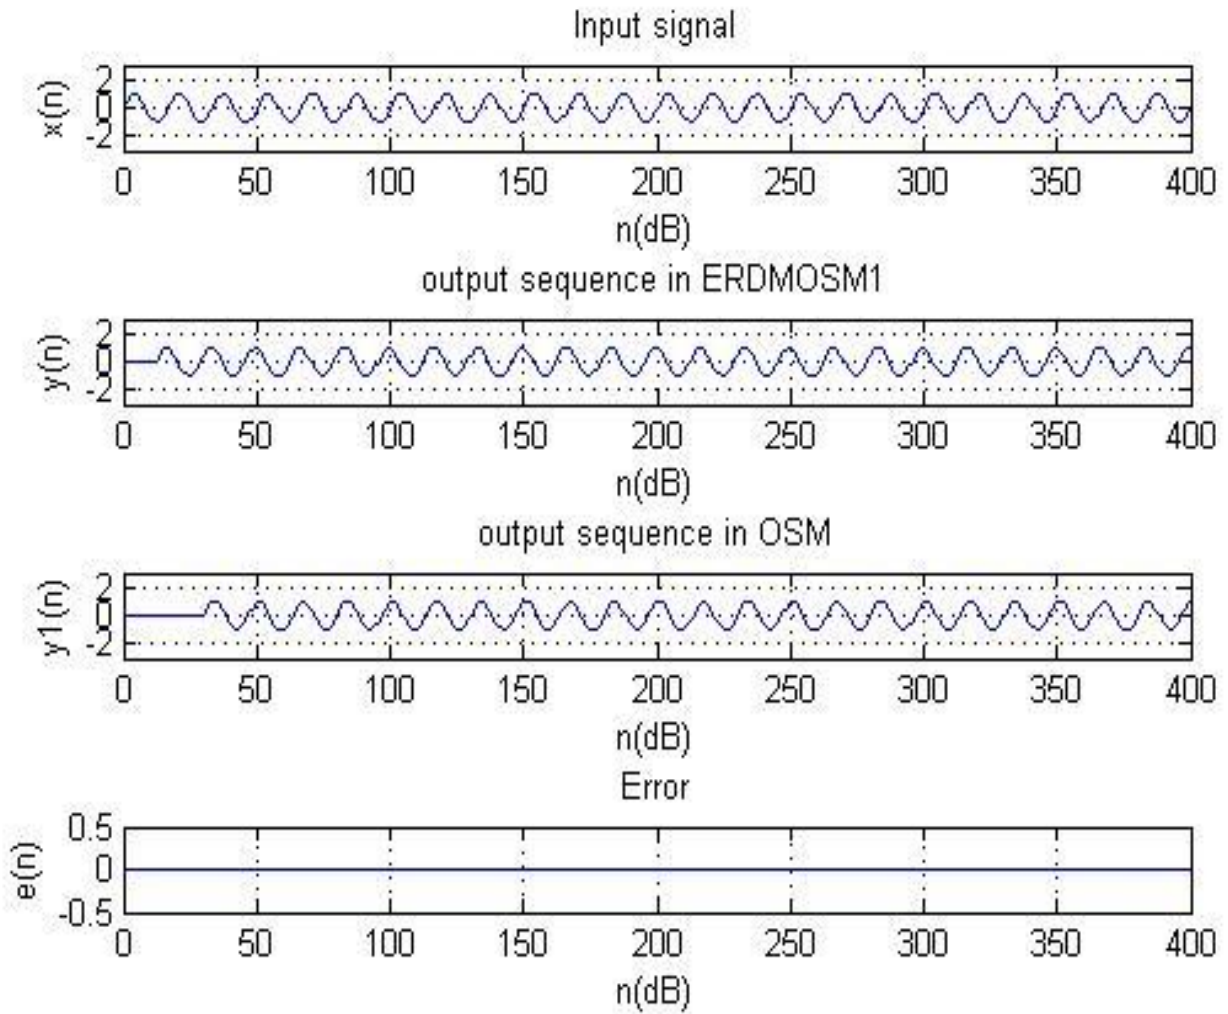 Input signal
x(n)
2
0
-2
0 50 100 150 200 250 300 350 400
n(dB)
output sequence in ERDMOSM1
y(n)
2
0
-2
0 50 100 150 200 250 300 350 400
n(dB)
output sequence in OSM
y1(n)
2
0
-2
0 50 100 150 200 250 300 350 400
n(dB)
Error
e(n)
0.5
0
-0.5
0 50 100 150 200 250 300 350 400
n(dB)